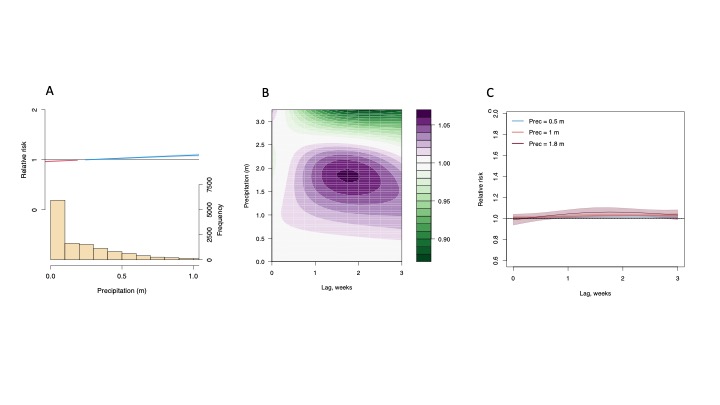 A
2
1
0
Relative risk
7500
5000
2500
0
Frequency
0.0 0.5 1.0
Precipitation (m)
B
3.0
2.5
2.0
1.5
1.0
0.5
0.0
Precipitation (m)
0 1 2 3
Lag, weeks
1.05
1.00
0.95
0.90
C
2.0
1.8
1.6
1.4
1.2
1.0
0.8
0.6
Relative risk
Prec = 0.5 m
Prec = 1 m
Prec = 1.8 m
0 1 2 3
Lag, weeks